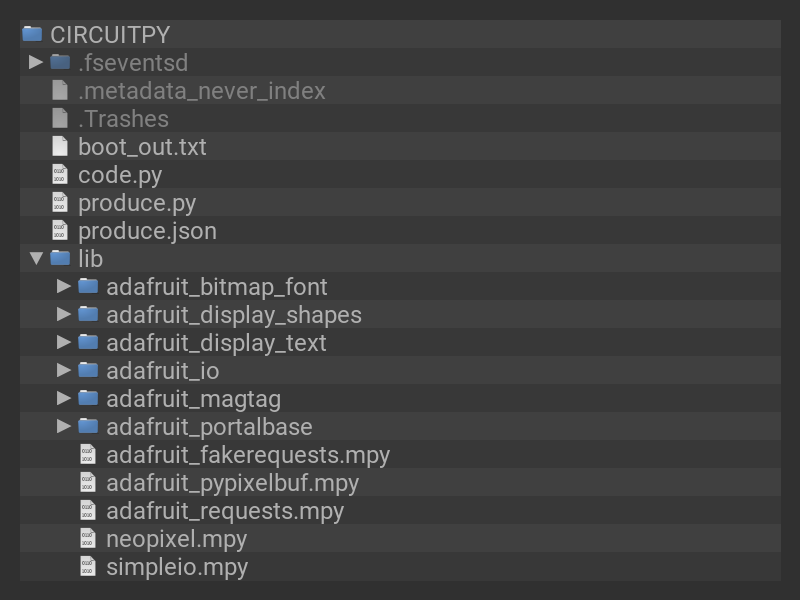 CIRCUITPY
.fseventsd
.metadata_never_index
.Trashes
boot_out.txt
code.py
produce.py
produce.json
lib
adafruit_bitmap_font
adafruit_display_shapes
adafruit_display_text
adafruit_io
adafruit_magtag
adafruit_portalbase
adafruit_fakerequests.mpy
adafruit_pypixelbuf.mpy
adafruit_requests.mpy
neopixel.mpy
simpleio.mpy